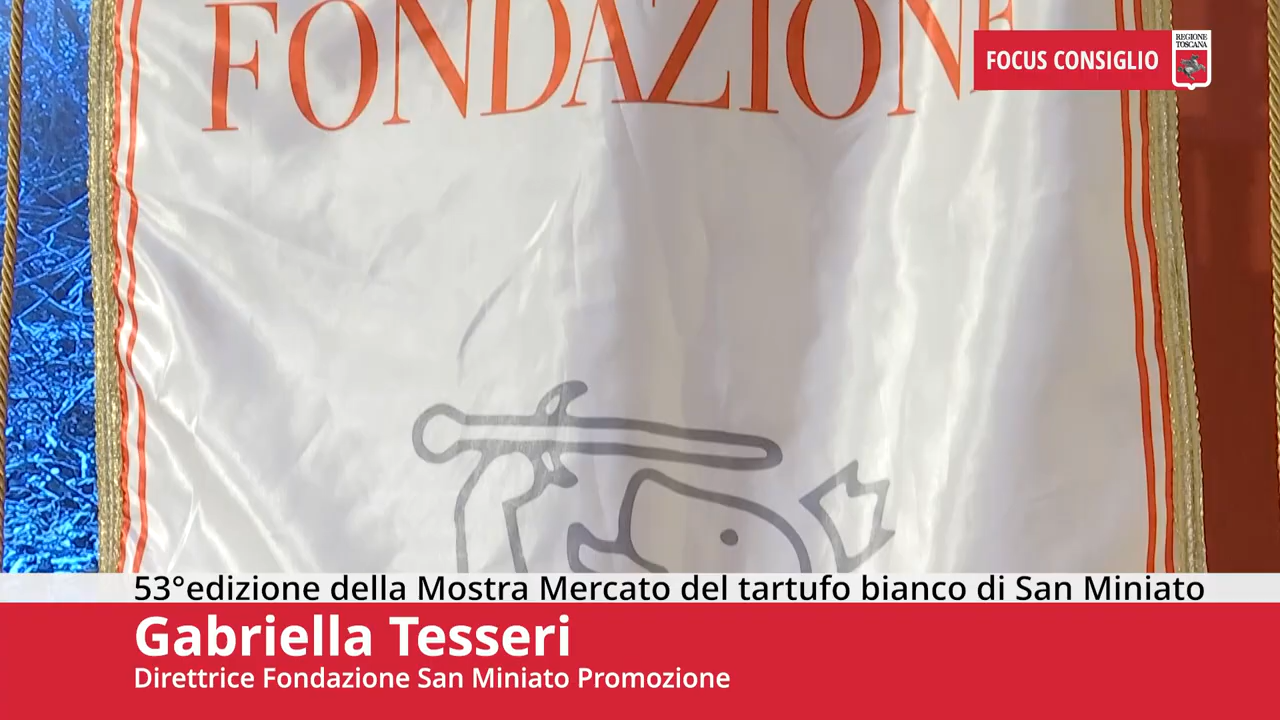 FONDAZIONE
FOCUS CONSIGLIO
REGIONE
TOSCANA
53°edizione della Mostra Mercato del tartufo bianco di San Miniato
Gabriella Tesseri
Direttrice Fondazione San Miniato Promozione